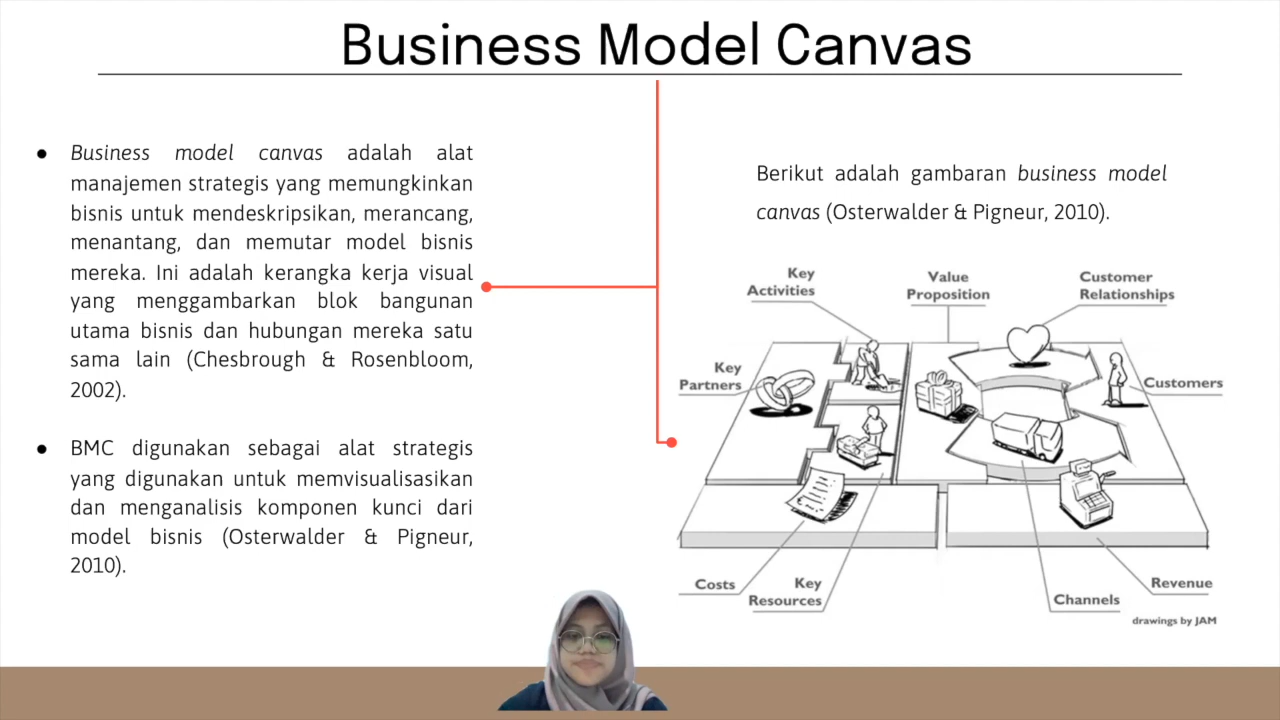 Business Model Canvas
● Business model canvas adalah alat
manajemen strategis yang memungkinkan
bisnis untuk mendeskripsikan, merancang,
menantang, dan memutar model bisnis
mereka. Ini adalah kerangka kerja visual
yang menggambarkan blok bangunan
utama bisnis dan hubungan mereka satu
sama lain (Chesbrough & Rosenbloom,
2002).
● BMC digunakan sebagai alat strategis
yang digunakan untuk memvisualisasikan
dan menganalisis komponen kunci dari
model bisnis (Osterwalder & Pigneur,
2010).
Berikut adalah gambaran business model
canvas (Osterwalder & Pigneur, 2010).
Key
Activities
Value
Proposition
Customer
Relationships
Key
Partners
Customers
Costs
Key
Resources
Channels
Revenue
drawings by JAM